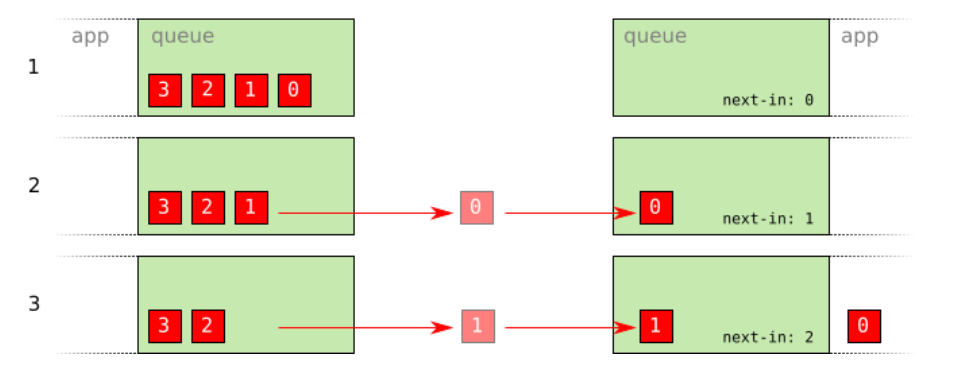 app queue queue app
1
3 2 1 0
next-in: 0
2
3 2 1 0 0
next-in: 1
3
3 2 1 1 0
next-in: 2